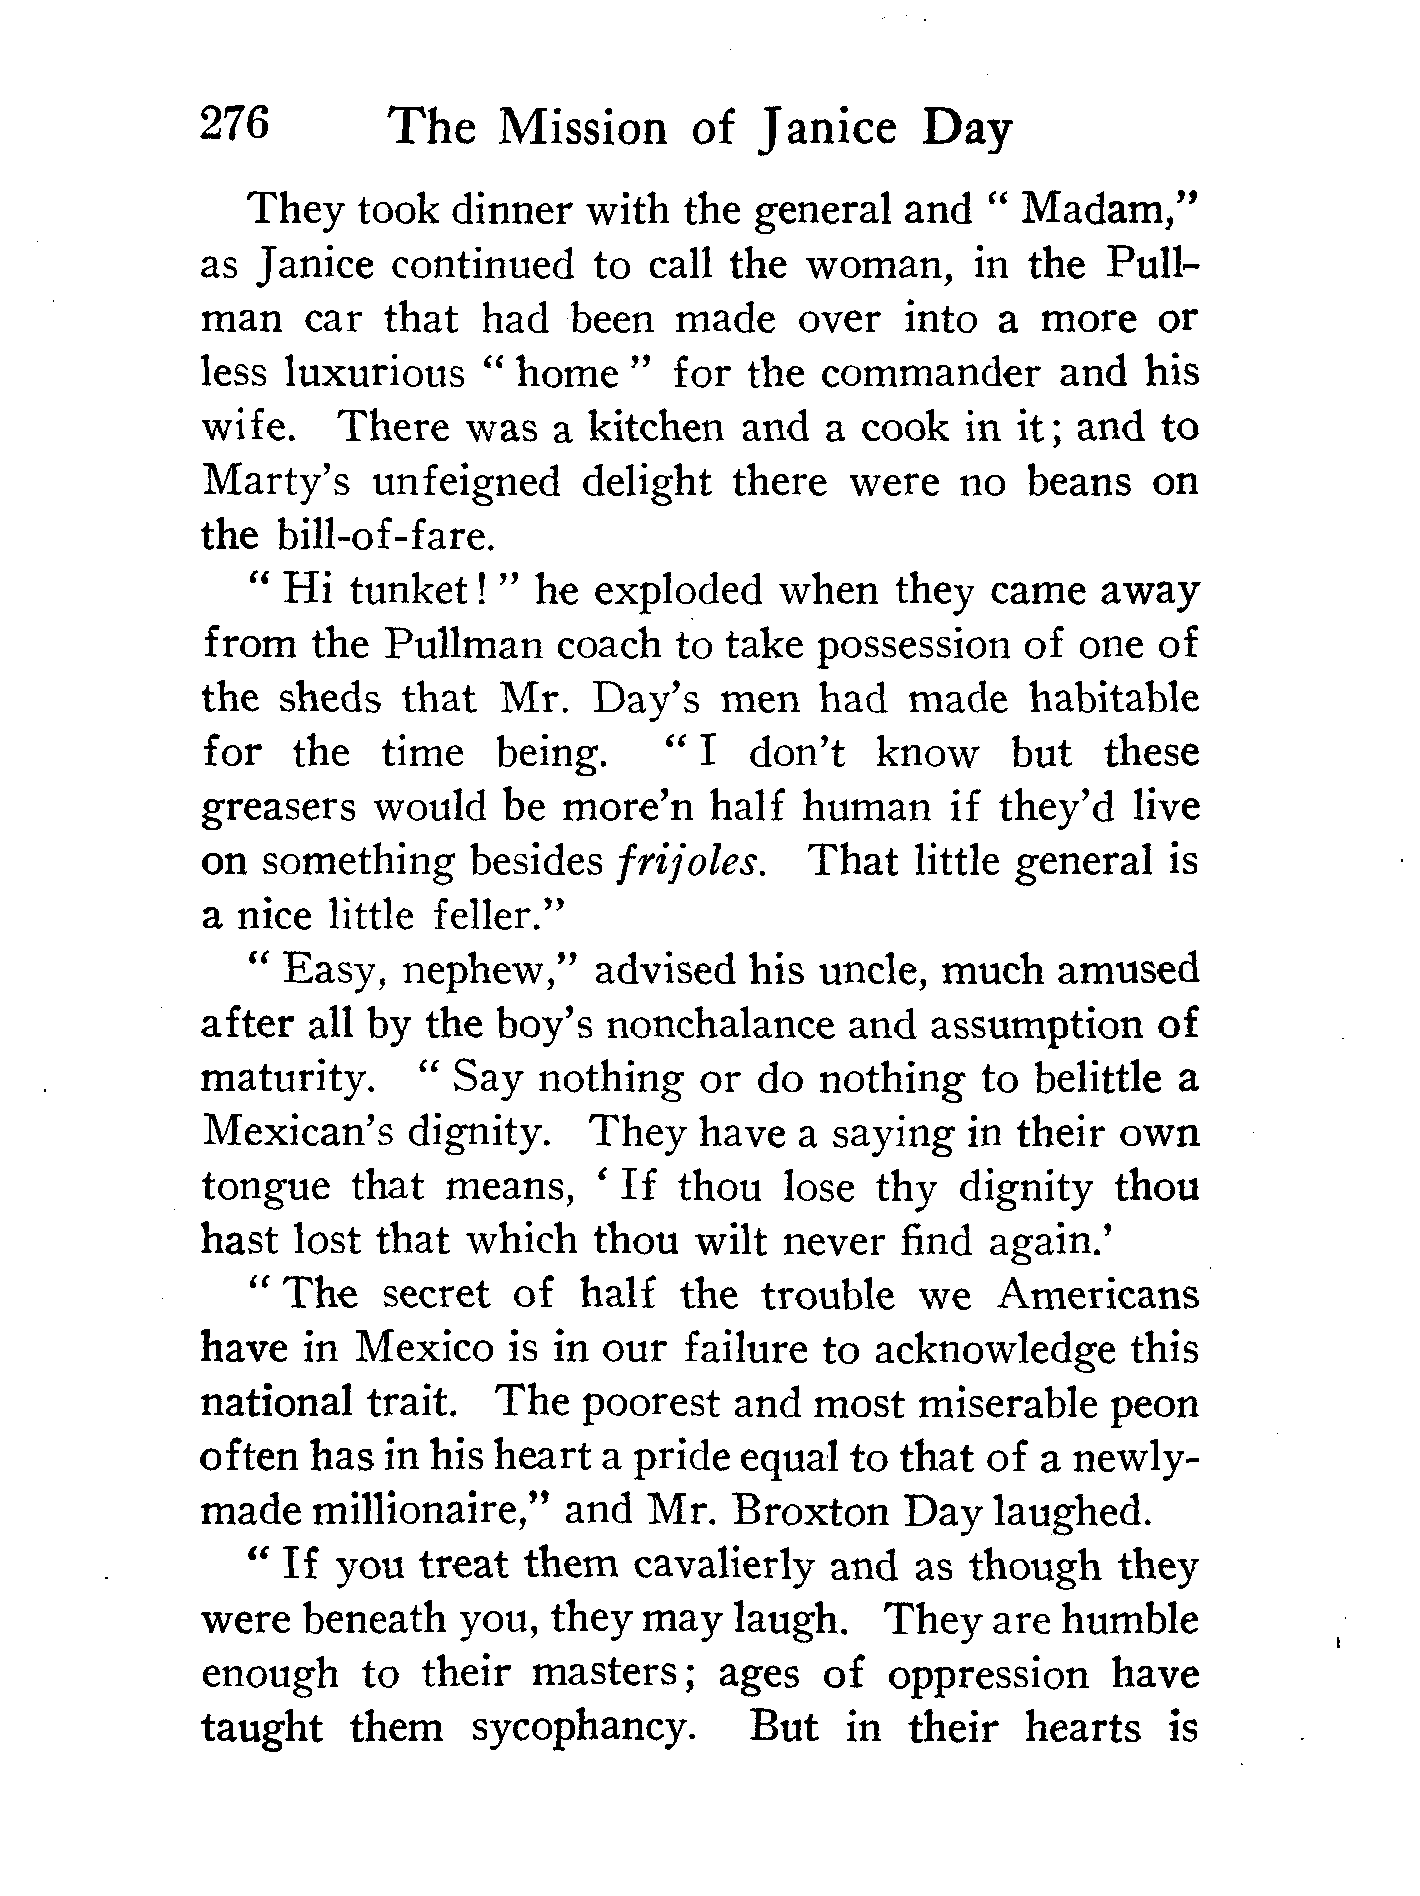 276 The Mission of Janice Day
They took dinner with the general and “ Madam,”
as Janice continued to call the woman, in the Pull-
man car that had been made over into a more or
less luxurious “ home ” for the commander and his
wife. There was a kitchen and a cook in it; and to
Marty’s unfeigned delight there were no beans on
the bill-of-fare.
“ Hi tunket! ” he exploded when they came away
from the Pullman coach to take possession of one of
the sheds that Mr. Day’s men had made habitable
for the time being. “ I don’t know but these
greasers would be more’n half human if they’d live
on something besides frijoles. That little general is
a nice little feller.”
“ Easy, nephew,” advised his uncle, much amused
after all by the boy’s nonchalance and assumption of
maturity. “ Say nothing or do nothing to belittle a
Mexican’s dignity. They have a saying in their own
tongue that means, ‘ If thou lose thy dignity thou
hast lost that which thou wilt never find again.’
“ The secret of half the trouble we Americans
have in Mexico is in our failure to acknowledge this
national trait. The poorest and most miserable peon
often has in his heart a pride equal to that of a newly-
made millionaire,” and Mr. Broxton Day laughed.
“ If you treat them cavalierly and as though they
were beneath you, they may laugh. They are humble
enough to their masters; ages of oppression have
taught them sycophancy. But in their hearts is